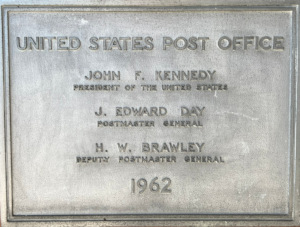 UNITED STATES POST OFFICE
JOHN F. KENNEDY
PRESIDENT OF THE UNITED STATES
J. EDWARD DAY
POSTMASTER GENERAL
H. W. BRAWLEY
DEPUTY POSTMASTER GENERAL
1962